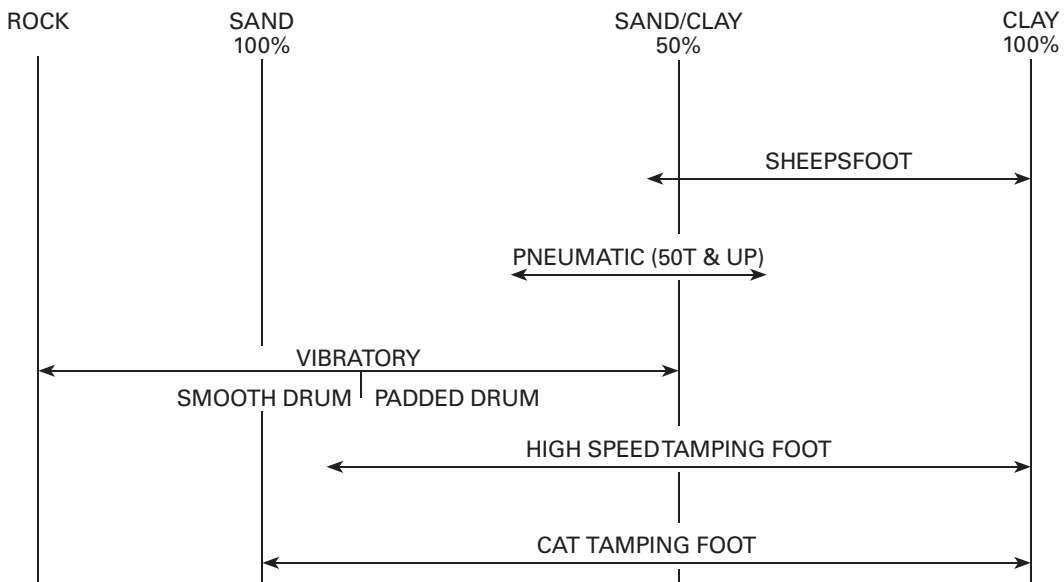 ROCK
SAND
100%
SAND/CLAY
50%
CLAY
100%
SHEEPSFOOT
PNEUMATIC (50T & UP)
VIBRATORY
SMOOTH DRUM
PADDED DRUM
HIGH SPEED TAMPING FOOT
CAT TAMPING FOOT